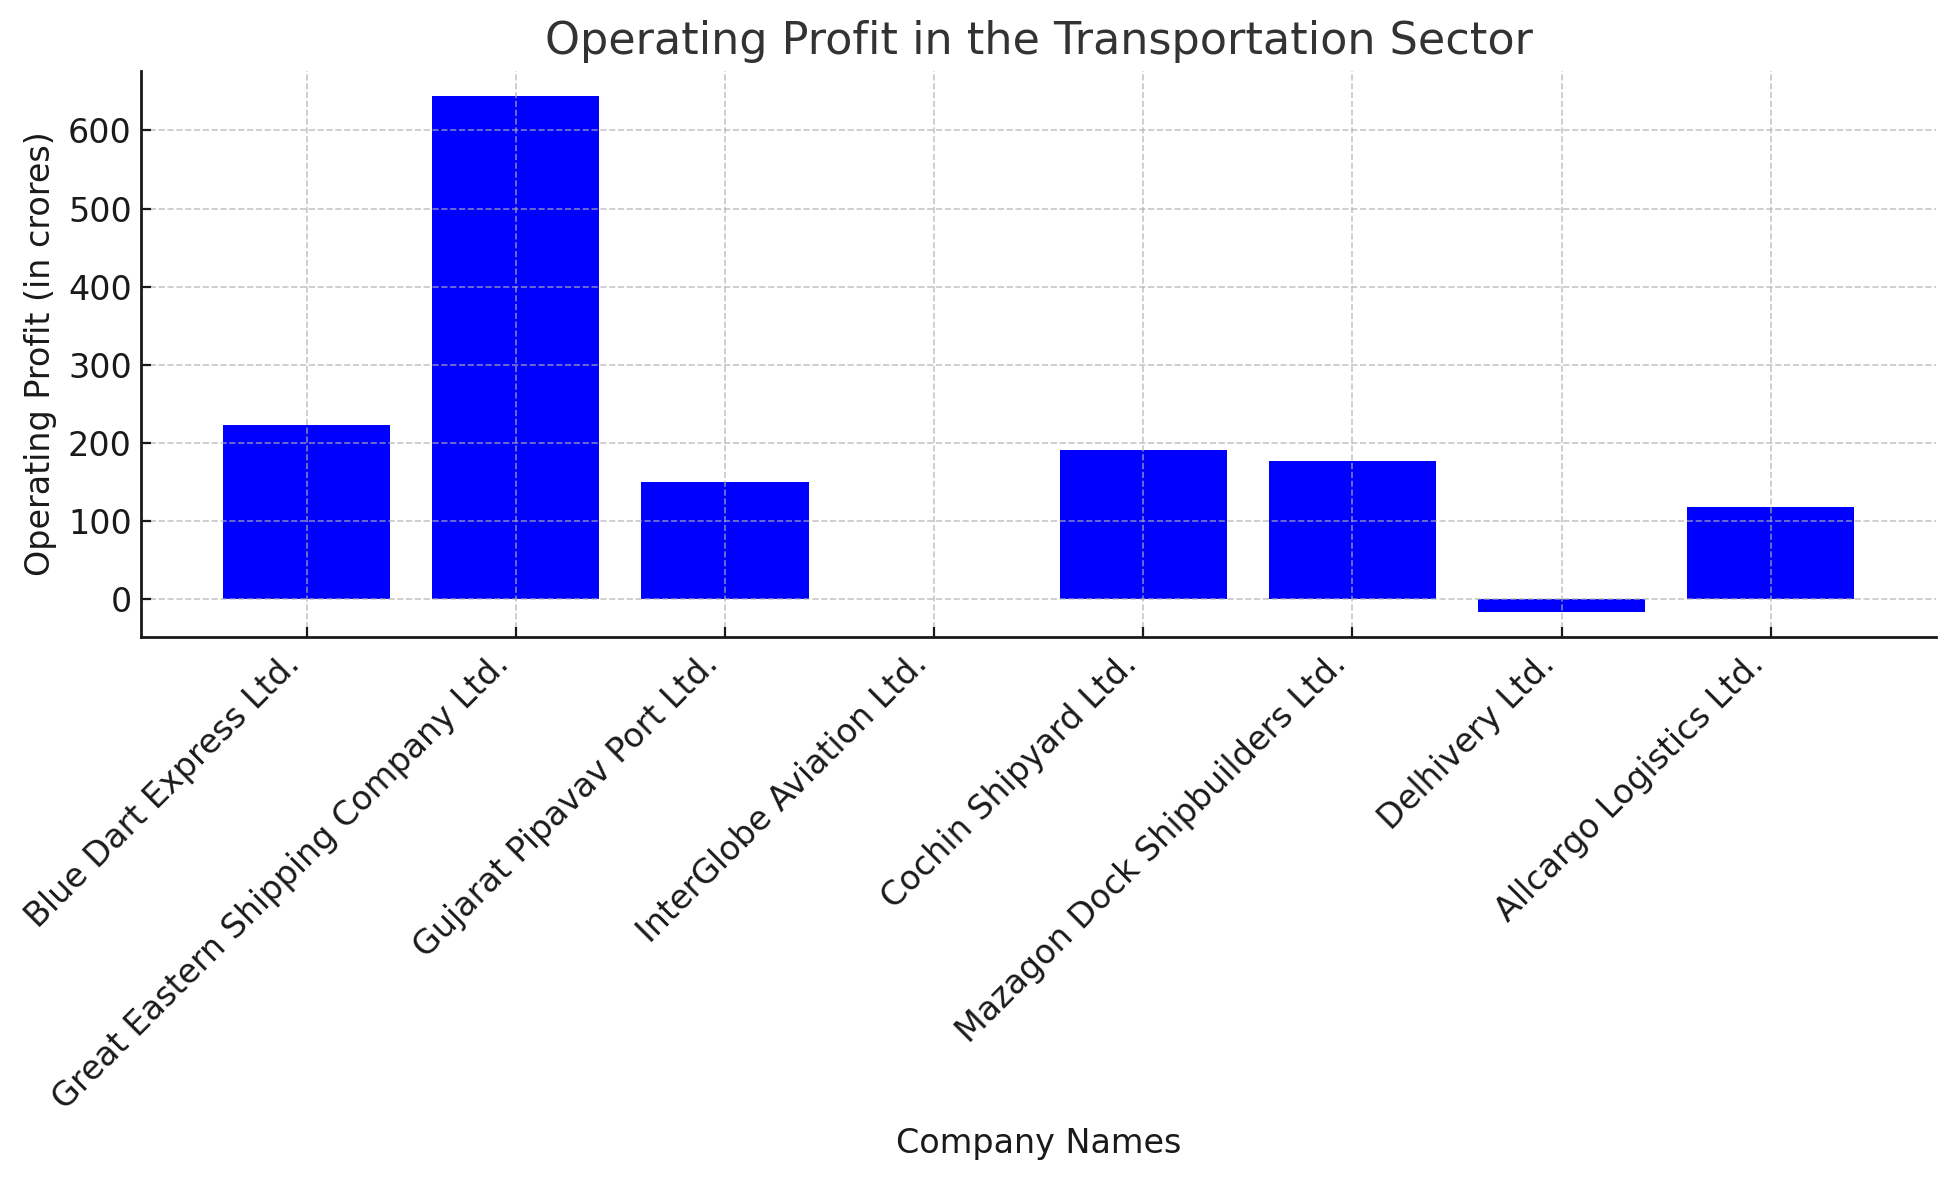 Operating Profit in the Transportation Sector
Operating Profit (in crores)
600
500
400
300
200
100
0
Blue Dart Express Ltd.
Great Eastern Shipping Company Ltd.
Gujarat Pipavav Port Ltd.
InterGlobe Aviation Ltd.
Cochin Shipyard Ltd.
Mazagon Dock Shipbuilders Ltd.
Delhivery Ltd.
Allcargo Logistics Ltd.
Company Names